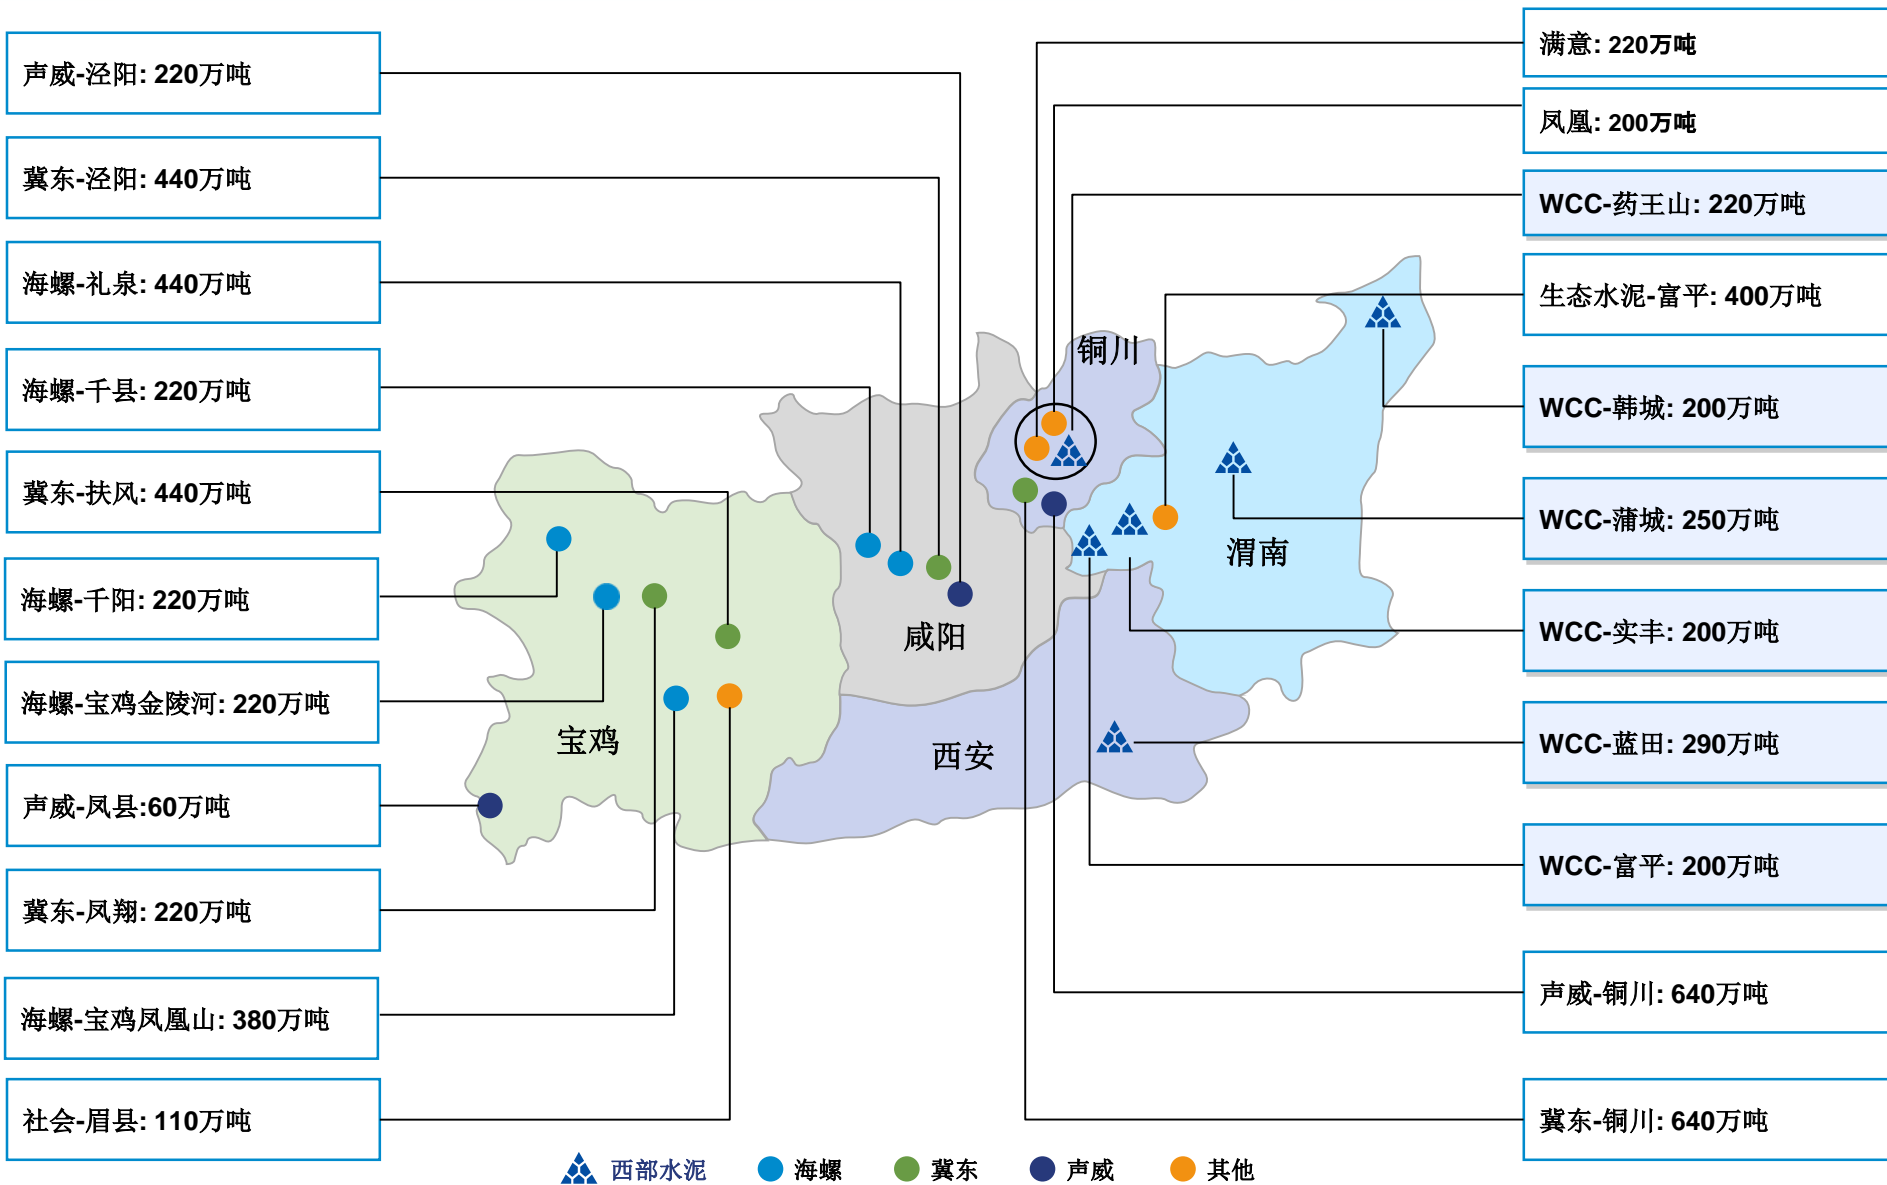 声威-泾阳: 220万吨
冀东-泾阳: 440万吨
海螺-礼泉: 440万吨
海螺-千县: 220万吨
冀东-扶风: 440万吨
海螺-千阳: 220万吨
海螺-宝鸡金陵河: 220万吨
声威-凤县:60万吨
冀东-凤翔: 220万吨
海螺-宝鸡凤凰山: 380万吨
社会-眉县: 110万吨
铜川
渭南
咸阳
宝鸡
西安
满意: 220万吨
凤凰: 200万吨
WCC-药王山: 220万吨
生态水泥-富平: 400万吨
WCC-韩城: 200万吨
WCC-蒲城: 250万吨
WCC-实丰: 200万吨
WCC-蓝田: 290万吨
WCC-富平: 200万吨
声威-铜川: 640万吨
冀东-铜川: 640万吨
西部水泥
海螺
冀东
声威
其他